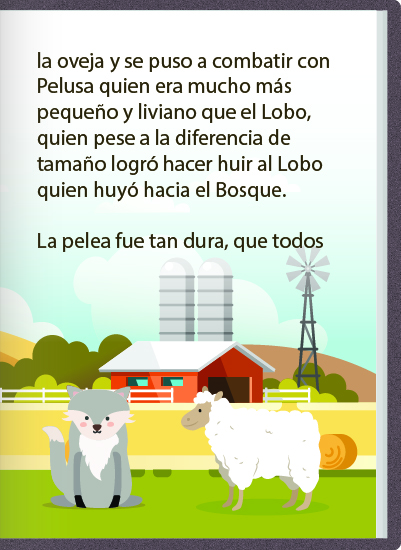 la oveja y se puso a combatir con
Pelusa quien era mucho más
pequeño y liviano que el Lobo,
quien pese a la diferencia de
tamaño logró hacer huir al Lobo
quien huyó hacia el Bosque.
La pelea fue tan dura, que todos